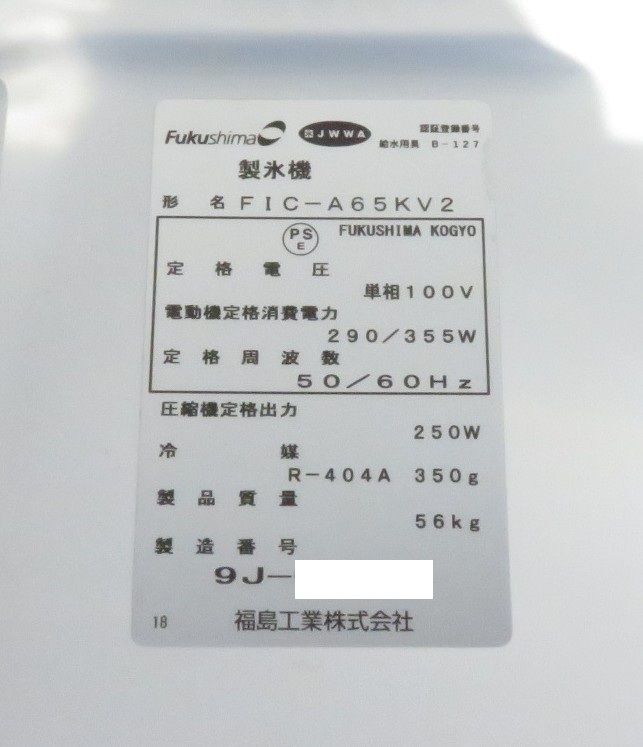 Fukushima JWWA 認証登録番号
給水用具 B-127
製氷機
形名 FIC-A65KV2
PS E FUKUSHIMA KOGYO
定格電圧
単相100V
電動機定格消費電力
290/355W
定格周波数
50/60Hz
圧縮機定格出力
250W
冷媒
R-404A 350g
製品質量
56kg
製造番号
9J-
18 福島工業株式会社